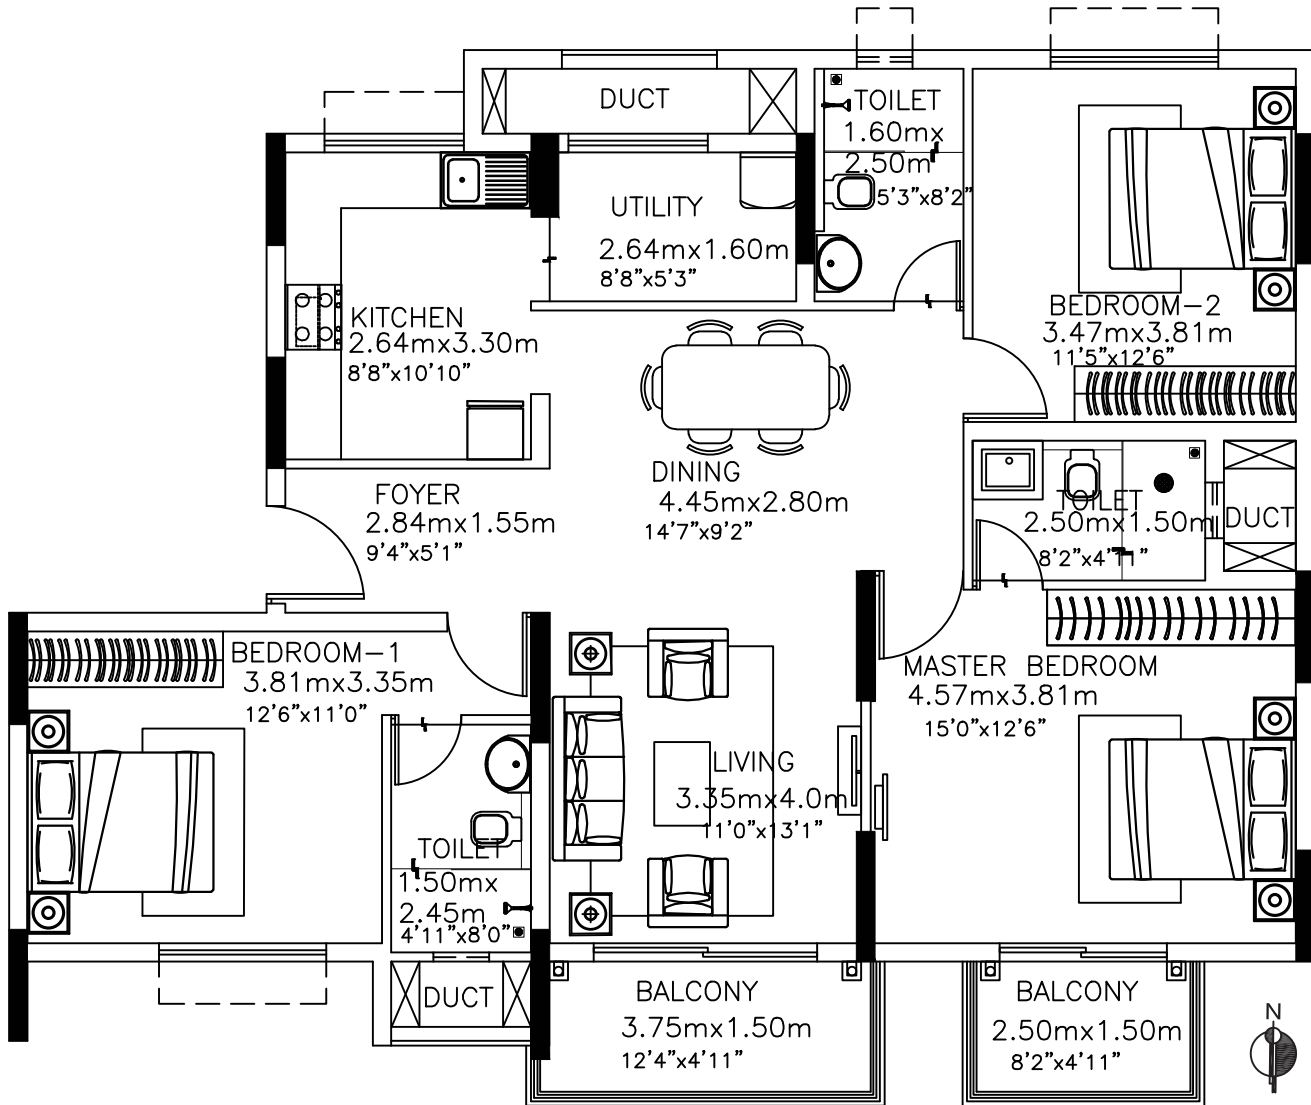 DUCT
TOILET
1.60mx
2.50m
5'3"x8'2"
UTILITY
2.64mx1.60m
8'8"x5'3"
BEDROOM-2
3.47mx3.81m
11'5"x12'6"
KITCHEN
2.64mx3.30m
8'8"x10'10"
DINING
4.45mx2.80m
14'7"x9'2"
FOYER
2.84mx1.55m
9'4"x5'1"
TOILET
2.50mx1.50m
8'2"x4'11"
DUCT
BEDROOM-1
3.81mx3.35m
12'6"x11'0"
MASTER BEDROOM
4.57mx3.81m
15'0"x12'6"
LIVING
3.35mx4.0m
11'0"x13'1"
TOILET
1.50mx
2.45m
4'11"x8'0"
DUCT
BALCONY
3.75mx1.50m
12'4"x4'11"
BALCONY
2.50mx1.50m
8'2"x4'11"
N